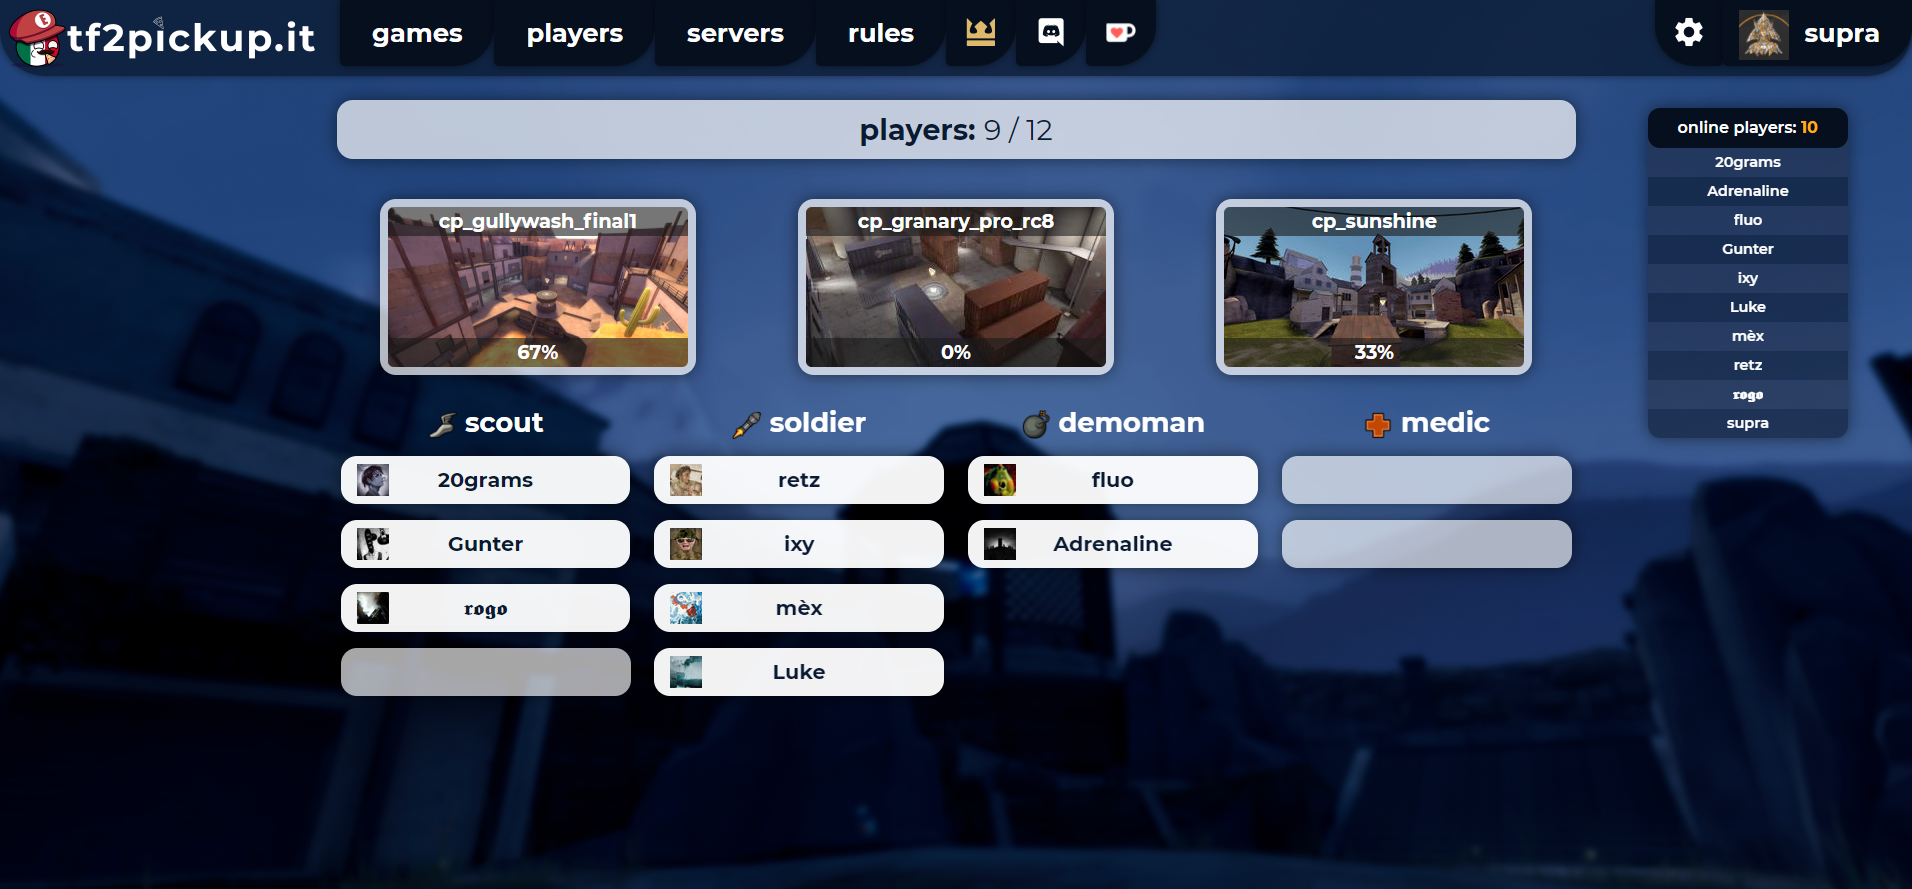 tf2pickup.it
games
players
servers
rules
supra
players: 9 / 12
online players: 10
20grams
Adrenaline
fluo
Gunter
ixy
Luke
mèx
retz
𝖗𝖔𝖌𝖔
supra
cp_gullywash_final1
67%
cp_granary_pro_rc8
0%
cp_sunshine
33%
scout
20grams
Gunter
𝖗𝖔𝖌𝖔
soldier
retz
ixy
mèx
Luke
demoman
fluo
Adrenaline
medic